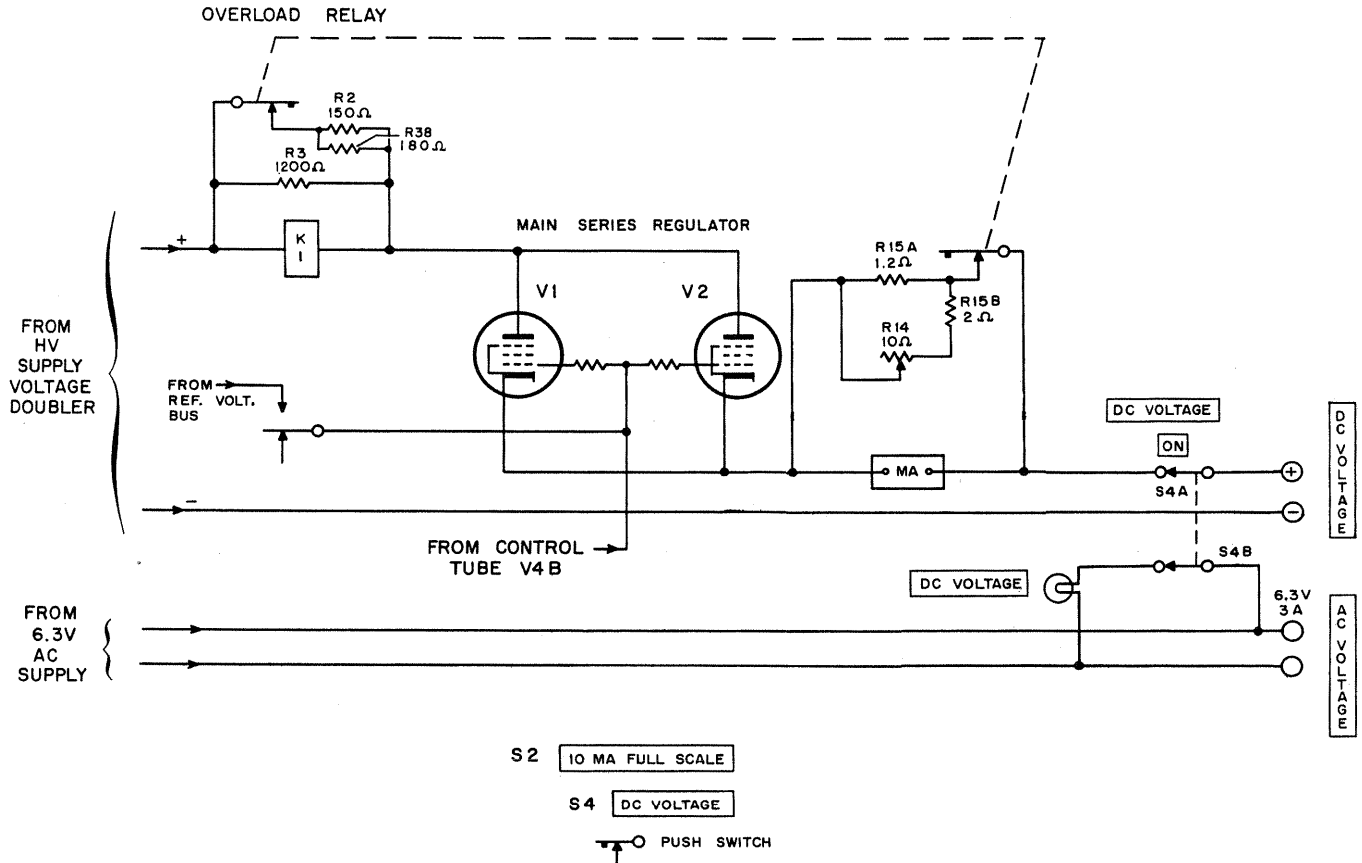 OVERLOAD RELAY
R2
150Ω
R38
180Ω
R3
1200Ω
+
K
1
MAIN SERIES REGULATOR
V1
V2
R15A
1.2Ω
R15B
2Ω
R14
10Ω
FROM
HV
SUPPLY
VOLTAGE
DOUBLER
FROM
REF. VOLT.
BUS
DC VOLTAGE
ON
MA
S4A
+
DC VOLTAGE
−
−
FROM CONTROL
TUBE V4B
S4B
DC VOLTAGE
6.3V
3A
FROM
6.3V
AC
SUPPLY
AC VOLTAGE
S2 10 MA FULL SCALE
S4 DC VOLTAGE
PUSH SWITCH